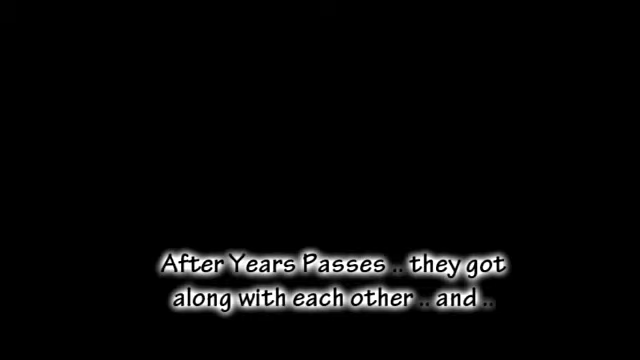 After Years Passes .. they got
along with each other .. and ..